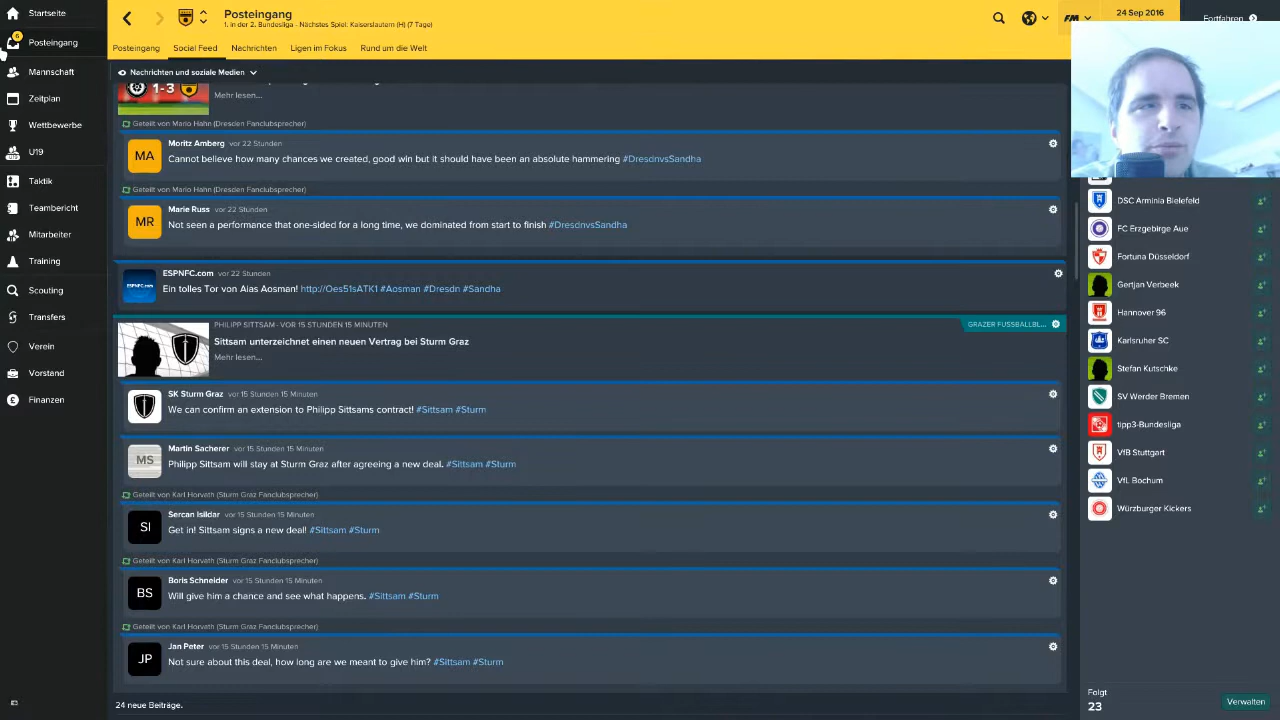 Startseite
6
Posteingang
Mannschaft
Zeitplan
Wettbewerbe
U19
Taktik
Teambericht
Mitarbeiter
Training
Scouting
Transfers
Verein
Vorstand
Finanzen
Posteingang
1. in der 2. Bundesliga - Nächstes Spiel: Kaiserslautern (H) (7 Tage)
FM
24 Sep 2016
Fortfahren
Posteingang Social Feed Nachrichten Ligen im Fokus Rund um die Welt
Nachrichten und soziale Medien
1-3
Mehr lesen...
Geteilt von Mario Hahn (Dresden Fanclubsprecher)
MA
Moritz Amberg vor 22 Stunden
Cannot believe how many chances we created, good win but it should have been an absolute hammering #DresdnvsSandha
Geteilt von Mario Hahn (Dresden Fanclubsprecher)
MR
Marie Russ vor 22 Stunden
Not seen a performance that one-sided for a long time, we dominated from start to finish #DresdnvsSandha
ESPNFC.com
ESPNFC.com vor 22 Stunden
Ein tolles Tor von Aias Aosman! http://Oes51sATK1 #Aosman #Dresdn #Sandha
PHILIPP SITTSAM - VOR 15 STUNDEN 15 MINUTEN
GRAZER FUSSBALLBL...
Sittsam unterzeichnet einen neuen Vertrag bei Sturm Graz
Mehr lesen...
SK Sturm Graz vor 15 Stunden 15 Minuten
We can confirm an extension to Philipp Sittsams contract! #Sittsam #Sturm
MS
Martin Sacherer vor 15 Stunden 15 Minuten
Philipp Sittsam will stay at Sturm Graz after agreeing a new deal. #Sittsam #Sturm
Geteilt von Karl Horvath (Sturm Graz Fanclubsprecher)
SI
Sercan Isildar vor 15 Stunden 15 Minuten
Get in! Sittsam signs a new deal! #Sittsam #Sturm
Geteilt von Karl Horvath (Sturm Graz Fanclubsprecher)
BS
Boris Schneider vor 15 Stunden 15 Minuten
Will give him a chance and see what happens. #Sittsam #Sturm
Geteilt von Karl Horvath (Sturm Graz Fanclubsprecher)
JP
Jan Peter vor 15 Stunden 15 Minuten
Not sure about this deal, how long are we meant to give him? #Sittsam #Sturm
24 neue Beiträge.
DSC Arminia Bielefeld
FC Erzgebirge Aue
Fortuna Düsseldorf
Gertjan Verbeek
Hannover 96
Karlsruher SC
Stefan Kutschke
SV Werder Bremen
tipp3-Bundesliga
VfB Stuttgart
VfL Bochum
Würzburger Kickers
Folgt
23
Verwalten